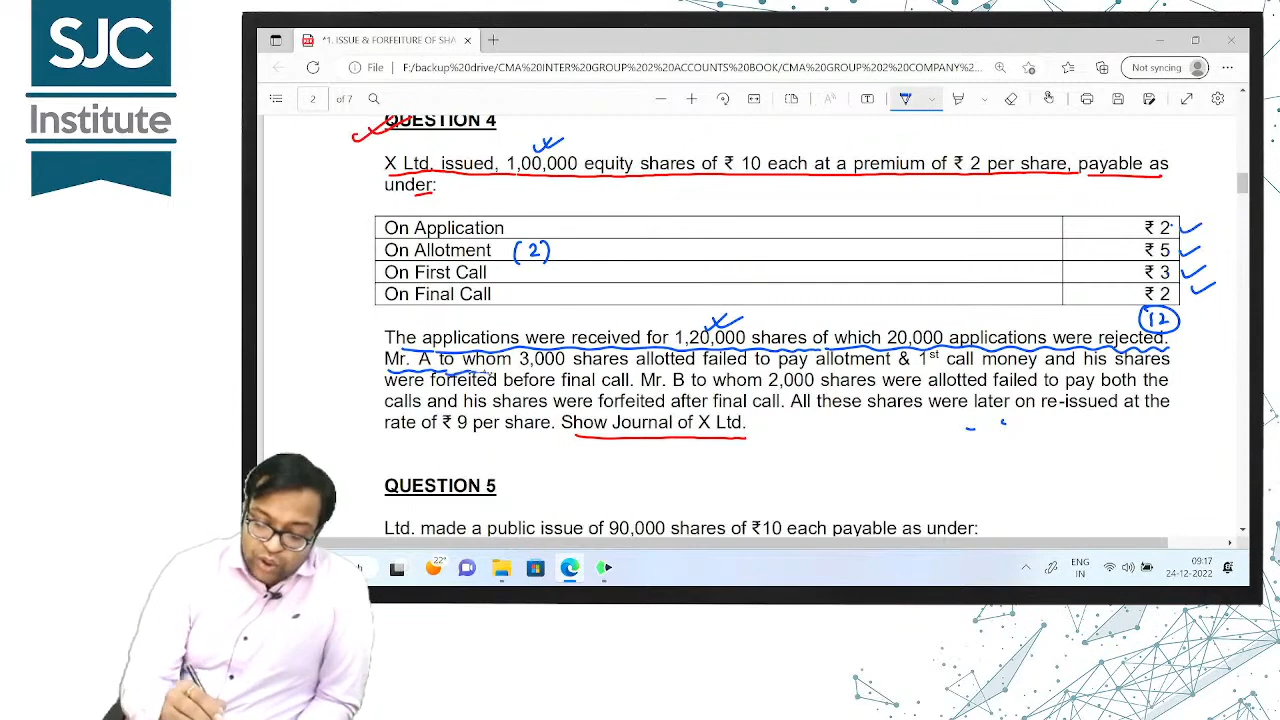 SJC
Institute
*1. ISSUE & FORFEITURE OF SHA
File
F:/backup%20drive/CMA%20INTER%20GROUP%202%20ACCOUNTS%20BOOK/CMA%20GROUP%202%20COMPANY%...
Not syncing
2 of 7
QUESTION 4
X Ltd. issued, 1,00,000 equity shares of ₹ 10 each at a premium of ₹ 2 per share, payable as
under:
On Application ₹ 2
On Allotment (2) ₹ 5
On First Call ₹ 3
On Final Call ₹ 2
12
The applications were received for 1,20,000 shares of which 20,000 applications were rejected.
Mr. A to whom 3,000 shares allotted failed to pay allotment & 1st call money and his shares
were forfeited before final call. Mr. B to whom 2,000 shares were allotted failed to pay both the
calls and his shares were forfeited after final call. All these shares were later on re-issued at the
rate of ₹ 9 per share. Show Journal of X Ltd.
QUESTION 5
Ltd. made a public issue of 90,000 shares of ₹10 each payable as under:
22°
ENG
IN
09:17
24-12-2022